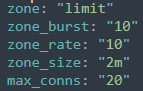 zone: "limit"
zone_burst: "10"
zone_rate: "10"
zone_size: "2m"
max_conns: "20"